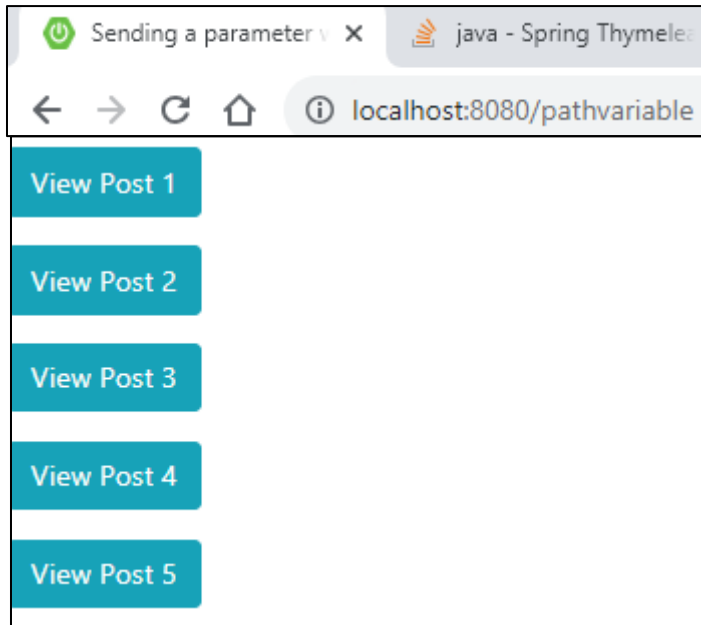 Sending a parameter java - Spring Thymelea
localhost:8080/pathvariable
View Post 1
View Post 2
View Post 3
View Post 4
View Post 5